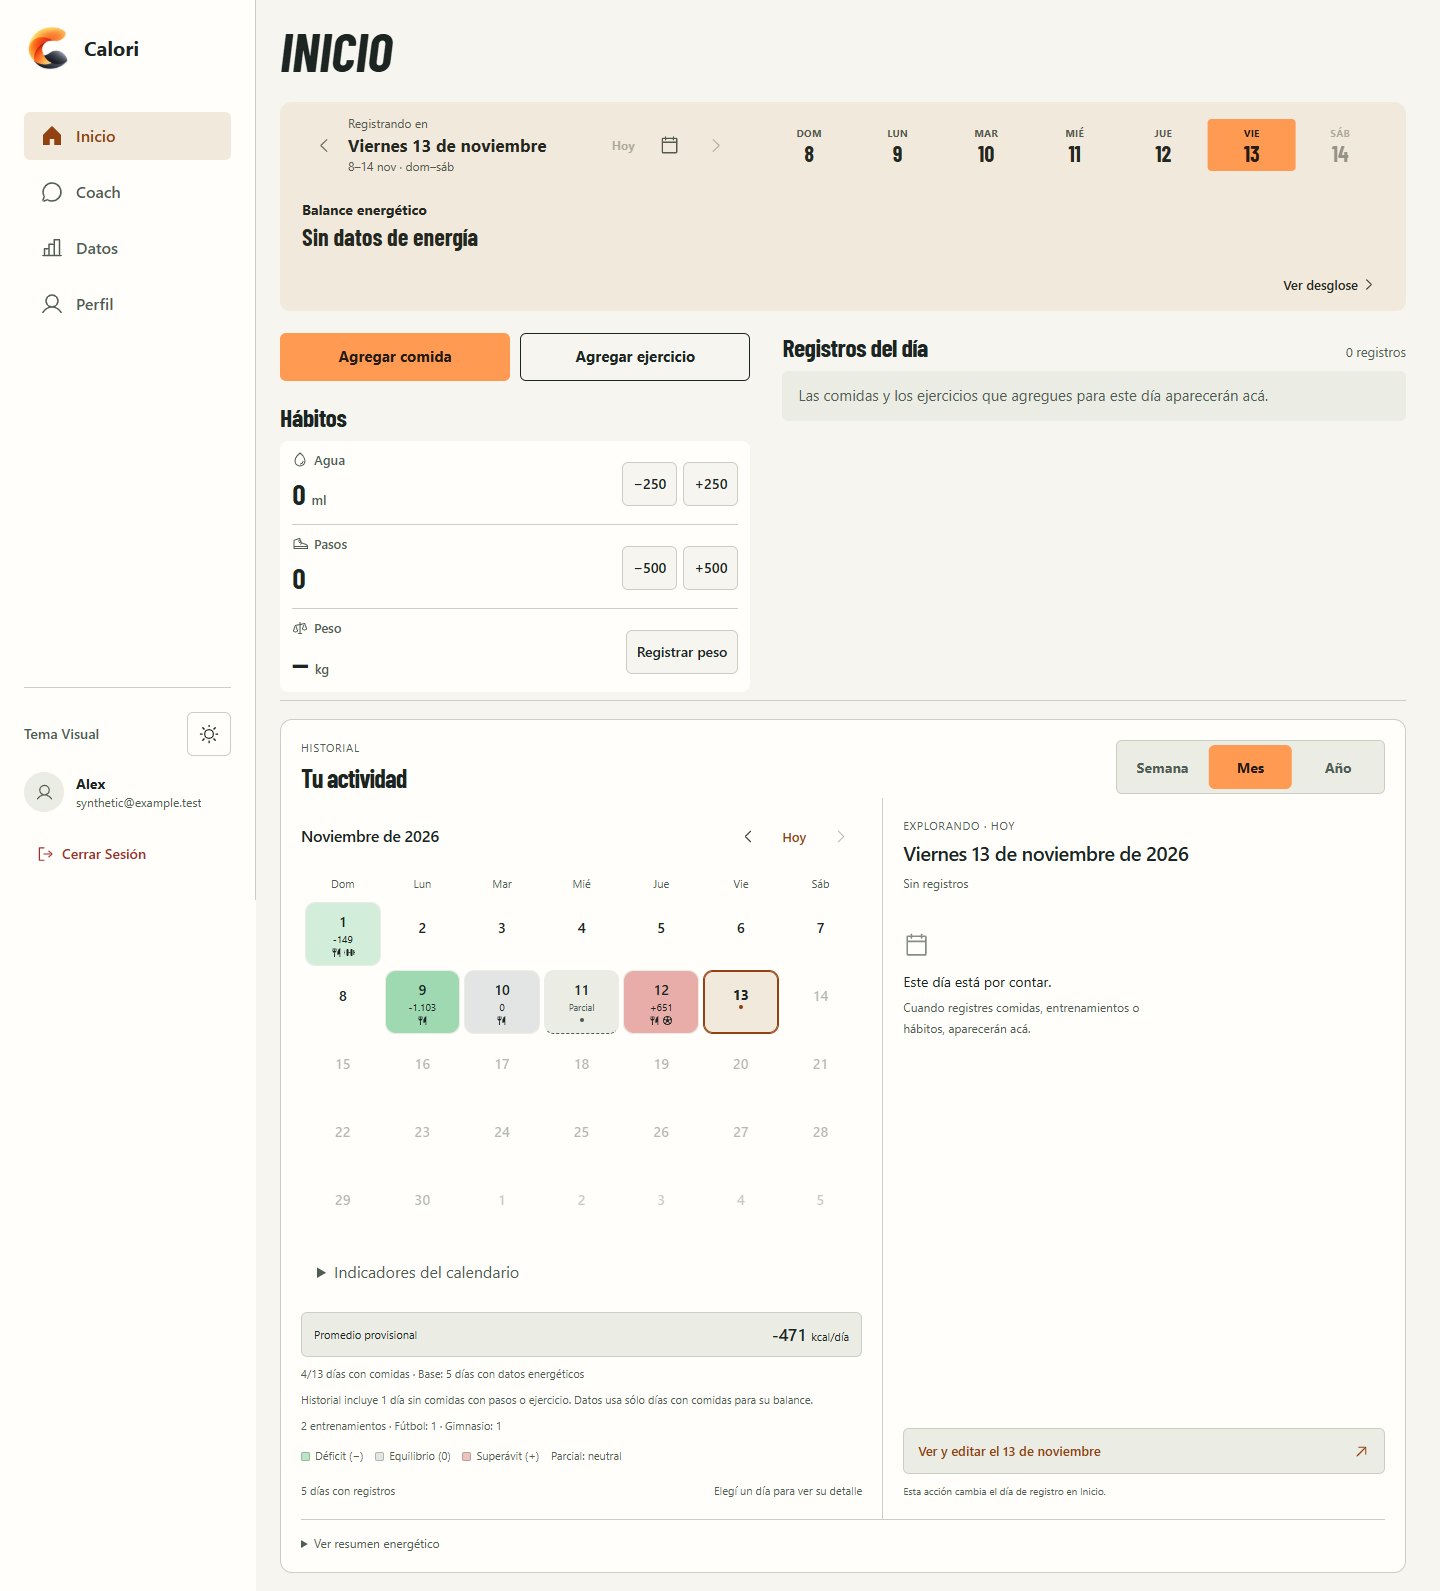 Calori
Inicio
Coach
Datos
Perfil
Tema Visual
Alex
synthetic@example.test
Cerrar Sesión
INICIO
Registrando en
Viernes 13 de noviembre
8–14 nov · dom–sáb
Hoy
DOM
8
LUN
9
MAR
10
MIÉ
11
JUE
12
VIE
13
SÁB
14
Balance energético
Sin datos de energía
Ver desglose
Agregar comida
Agregar ejercicio
Hábitos
Agua
0 ml
−250
+250
Pasos
0
−500
+500
Peso
– kg
Registrar peso
Registros del día
0 registros
Las comidas y los ejercicios que agregues para este día aparecerán acá.
HISTORIAL
Tu actividad
Semana
Mes
Año
Noviembre de 2026
Hoy
Dom Lun Mar Mié Jue Vie Sáb
1 2 3 4 5 6 7
-149
8 9 10 11 12 13 14
-1.103 0 Parcial +651
15 16 17 18 19 20 21
22 23 24 25 26 27 28
29 30 1 2 3 4 5
Indicadores del calendario
Promedio provisional
-471 kcal/día
4/13 días con comidas · Base: 5 días con datos energéticos
Historial incluye 1 día sin comidas con pasos o ejercicio. Datos usa sólo días con comidas para su balance.
2 entrenamientos · Fútbol: 1 · Gimnasio: 1
Déficit (−) Equilibrio (0) Superávit (+) Parcial: neutral
5 días con registros
Elegí un día para ver su detalle
EXPLORANDO · HOY
Viernes 13 de noviembre de 2026
Sin registros
Este día está por contar.
Cuando registres comidas, entrenamientos o
hábitos, aparecerán acá.
Ver y editar el 13 de noviembre
Esta acción cambia el día de registro en Inicio.
Ver resumen energético